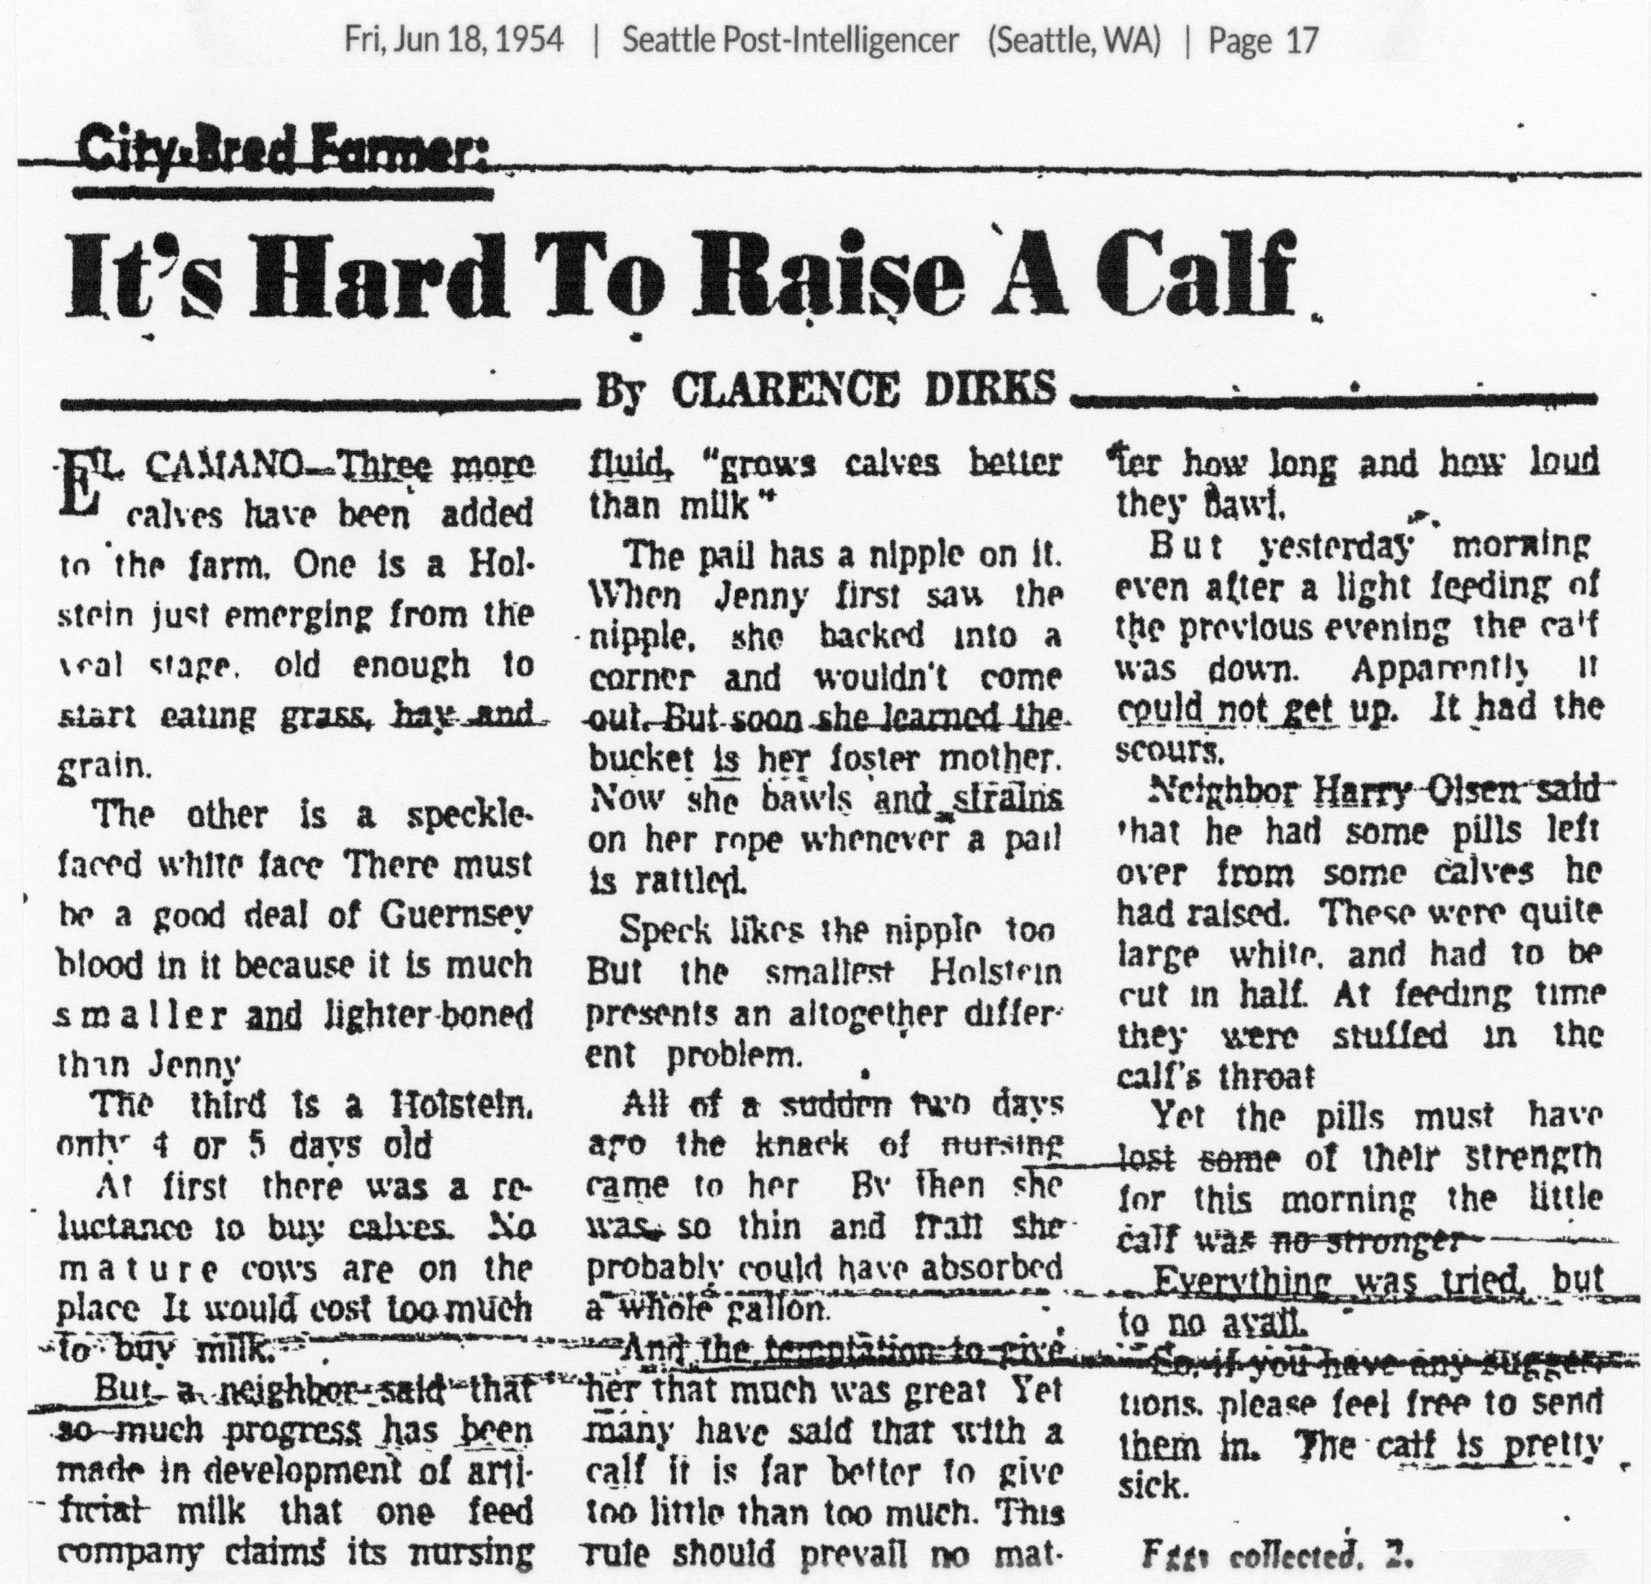 Fri, Jun 18, 1954 | Seattle Post-Intelligencer (Seattle, WA) | Page 17
City-Bred Farmer:
It's Hard To Raise A Calf
By CLARENCE DIRKS
EL CAMANO—Three more
calves have been added
to the farm. One is a Hol-
stein just emerging from the
veal stage, old enough to
start eating grass, hay and
grain.
The other is a speckle-
faced white face There must
be a good deal of Guernsey
blood in it because it is much
smaller and lighter-boned
than Jenny
The third is a Holstein,
only 4 or 5 days old
At first there was a re-
luctance to buy calves. No
mature cows are on the
place It would cost too much
to buy milk.
But a neighbor said that
so much progress has been
made in development of arti-
ficial milk that one feed
company claims its nursing
fluid, "grows calves better
than milk"
The pail has a nipple on it.
When Jenny first saw the
nipple, she backed into a
corner and wouldn't come
out. But soon she learned the
bucket is her foster mother.
Now she bawls and strains
on her rope whenever a pail
is rattled.
Speck likes the nipple too
But the smallest Holstein
presents an altogether differ-
ent problem.
All of a sudden two days
ago the knack of nursing
came to her By then she
was so thin and frail she
probably could have absorbed
a whole gallon.
And the temptation to give
her that much was great Yet
many have said that with a
calf it is far better to give
too little than too much. This
rule should prevail no mat-
ter how long and how loud
they bawl.
But yesterday morning
even after a light feeding of
the previous evening the calf
was down. Apparently it
could not get up. It had the
scours.
Neighbor Harry Olsen said
that he had some pills left
over from some calves he
had raised. These were quite
large white, and had to be
cut in half. At feeding time
they were stuffed in the
calf's throat
Yet the pills must have
lost some of their strength
for this morning the little
calf was no stronger
Everything was tried, but
to no avail.
So, if you have any sugges-
tions, please feel free to send
them in. The calf is pretty
sick.
Eggs collected, 2.